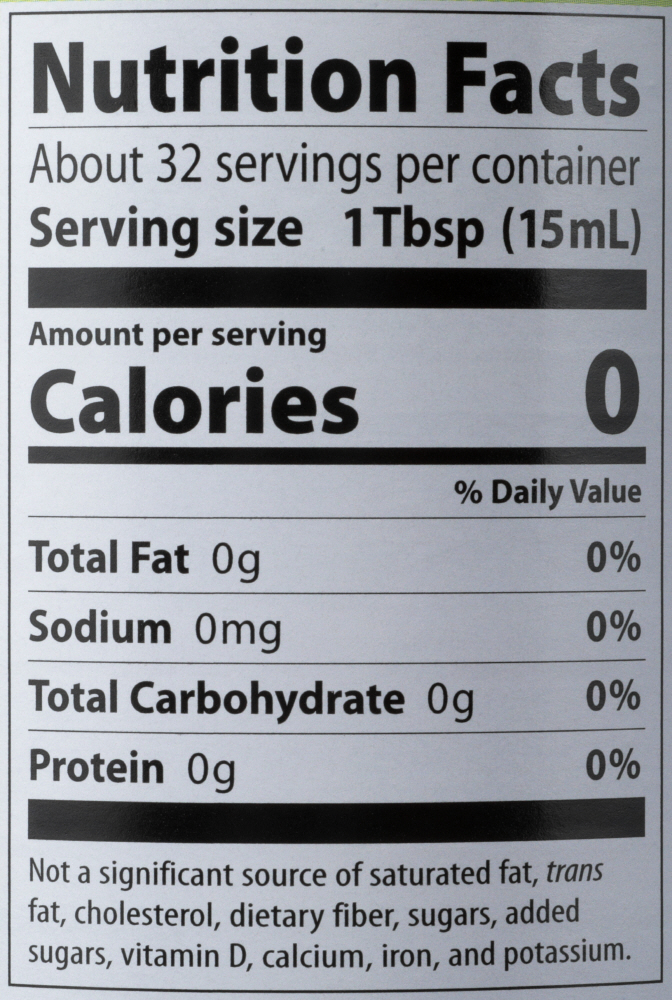 Nutrition Facts
About 32 servings per container
Serving size 1 Tbsp (15mL)
Amount per serving
Calories 0
% Daily Value
Total Fat 0g 0%
Sodium 0mg 0%
Total Carbohydrate 0g 0%
Protein 0g 0%
Not a significant source of saturated fat, trans
fat, cholesterol, dietary fiber, sugars, added
sugars, vitamin D, calcium, iron, and potassium.